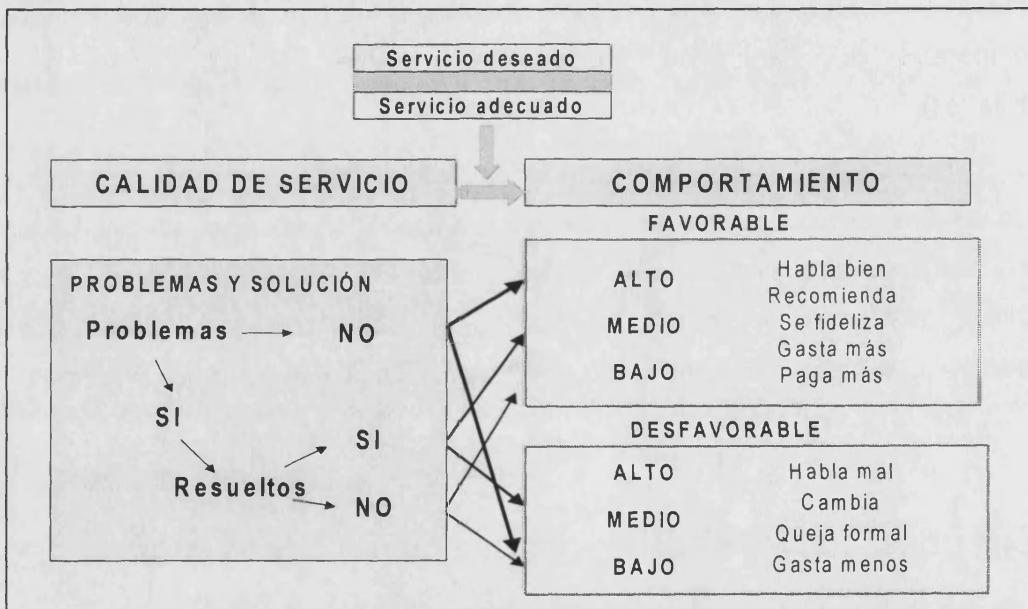 Servicio deseado
Servicio adecuado
CALIDAD DE SERVICIO
COMPORTAMIENTO
FAVORABLE
PROBLEMAS Y SOLUCIÓN
Problemas
NO
SI
SI
Resueltos
NO
ALTO
MEDIO
BAJO
Habla bien
Recomienda
Se fideliza
Gasta más
Paga más
DESFAVORABLE
ALTO
MEDIO
BAJO
Habla mal
Cambia
Queja formal
Gasta menos